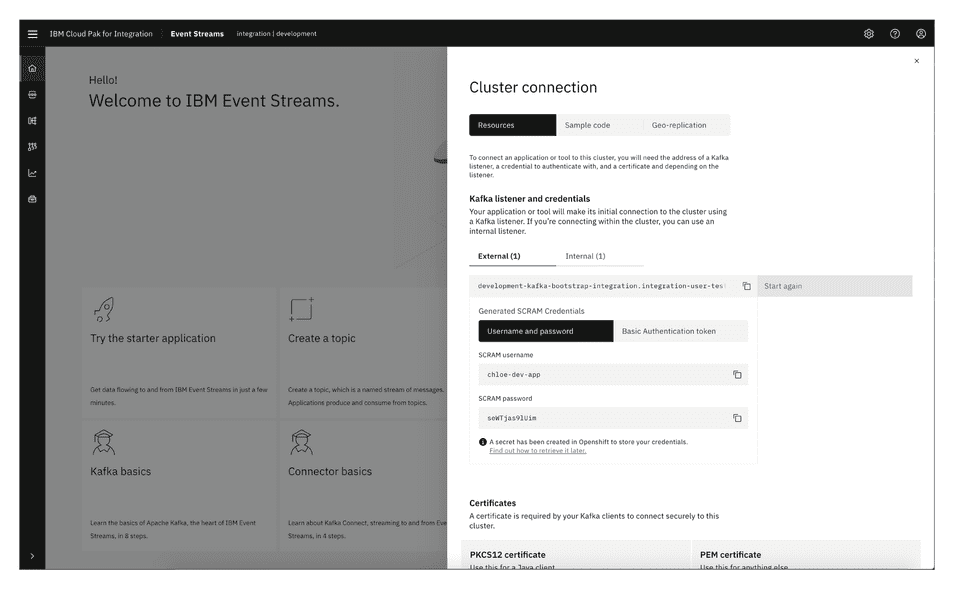 IBM Cloud Pak for Integration Event Streams integration | development
Hello!
Welcome to IBM Event Streams.
Try the starter application
Get data flowing to and from IBM Event Streams in just a few
minutes.
Create a topic
Create a topic, which is a named stream of messages.
Applications produce and consume from topics.
Kafka basics
Learn the basics of Apache Kafka, the heart of IBM Event
Streams, in 8 steps.
Connector basics
Learn about Kafka Connect, streaming to and from Eve
Streams, in 4 steps.
Cluster connection
Resources Sample code Geo-replication
To connect an application or tool to this cluster, you will need the address of a Kafka
listener, a credential to authenticate with, and a certificate and depending on the
listener.
Kafka listener and credentials
Your application or tool will make its initial connection to the cluster using
a Kafka listener. If you're connecting within the cluster, you can use an
internal listener.
External (1) Internal (1)
development-kafka-bootstrap-integration.integration-user-test
Start again
Generated SCRAM Credentials
Username and password Basic Authentication token
SCRAM username
chloe-dev-app
SCRAM password
A secret has been created in Openshift to store your credentials.
Find out how to retrieve it later.
Certificates
A certificate is required by your Kafka clients to connect securely to this
cluster.
PKCS12 certificate
Use this for a Java client
PEM certificate
Use this for anything else